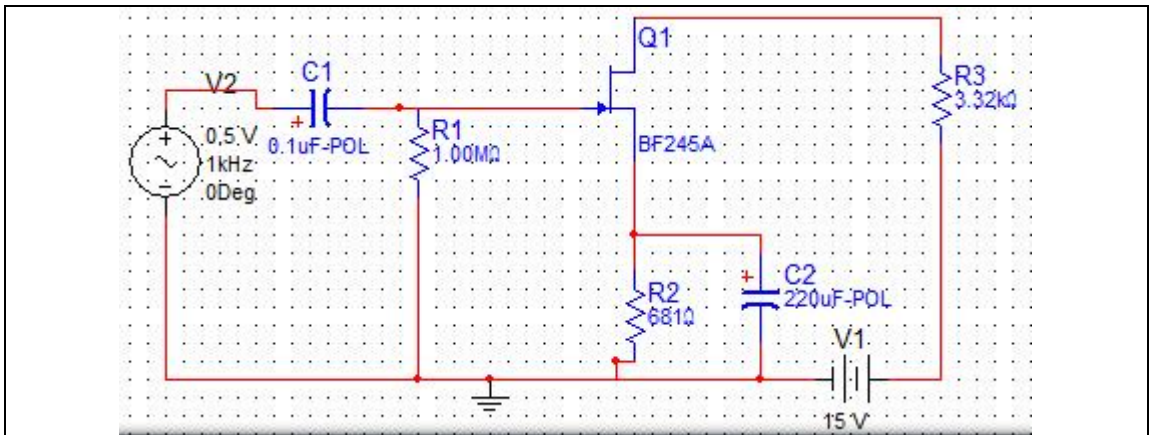 Q1
V2
C1
R3
3.32kΩ
+
0.5 V
1kHz
0Deg
+
0.1uF-POL
R1
1.00MΩ
BF245A
+
C2
220uF-POL
R2
681Ω
V1
15 V